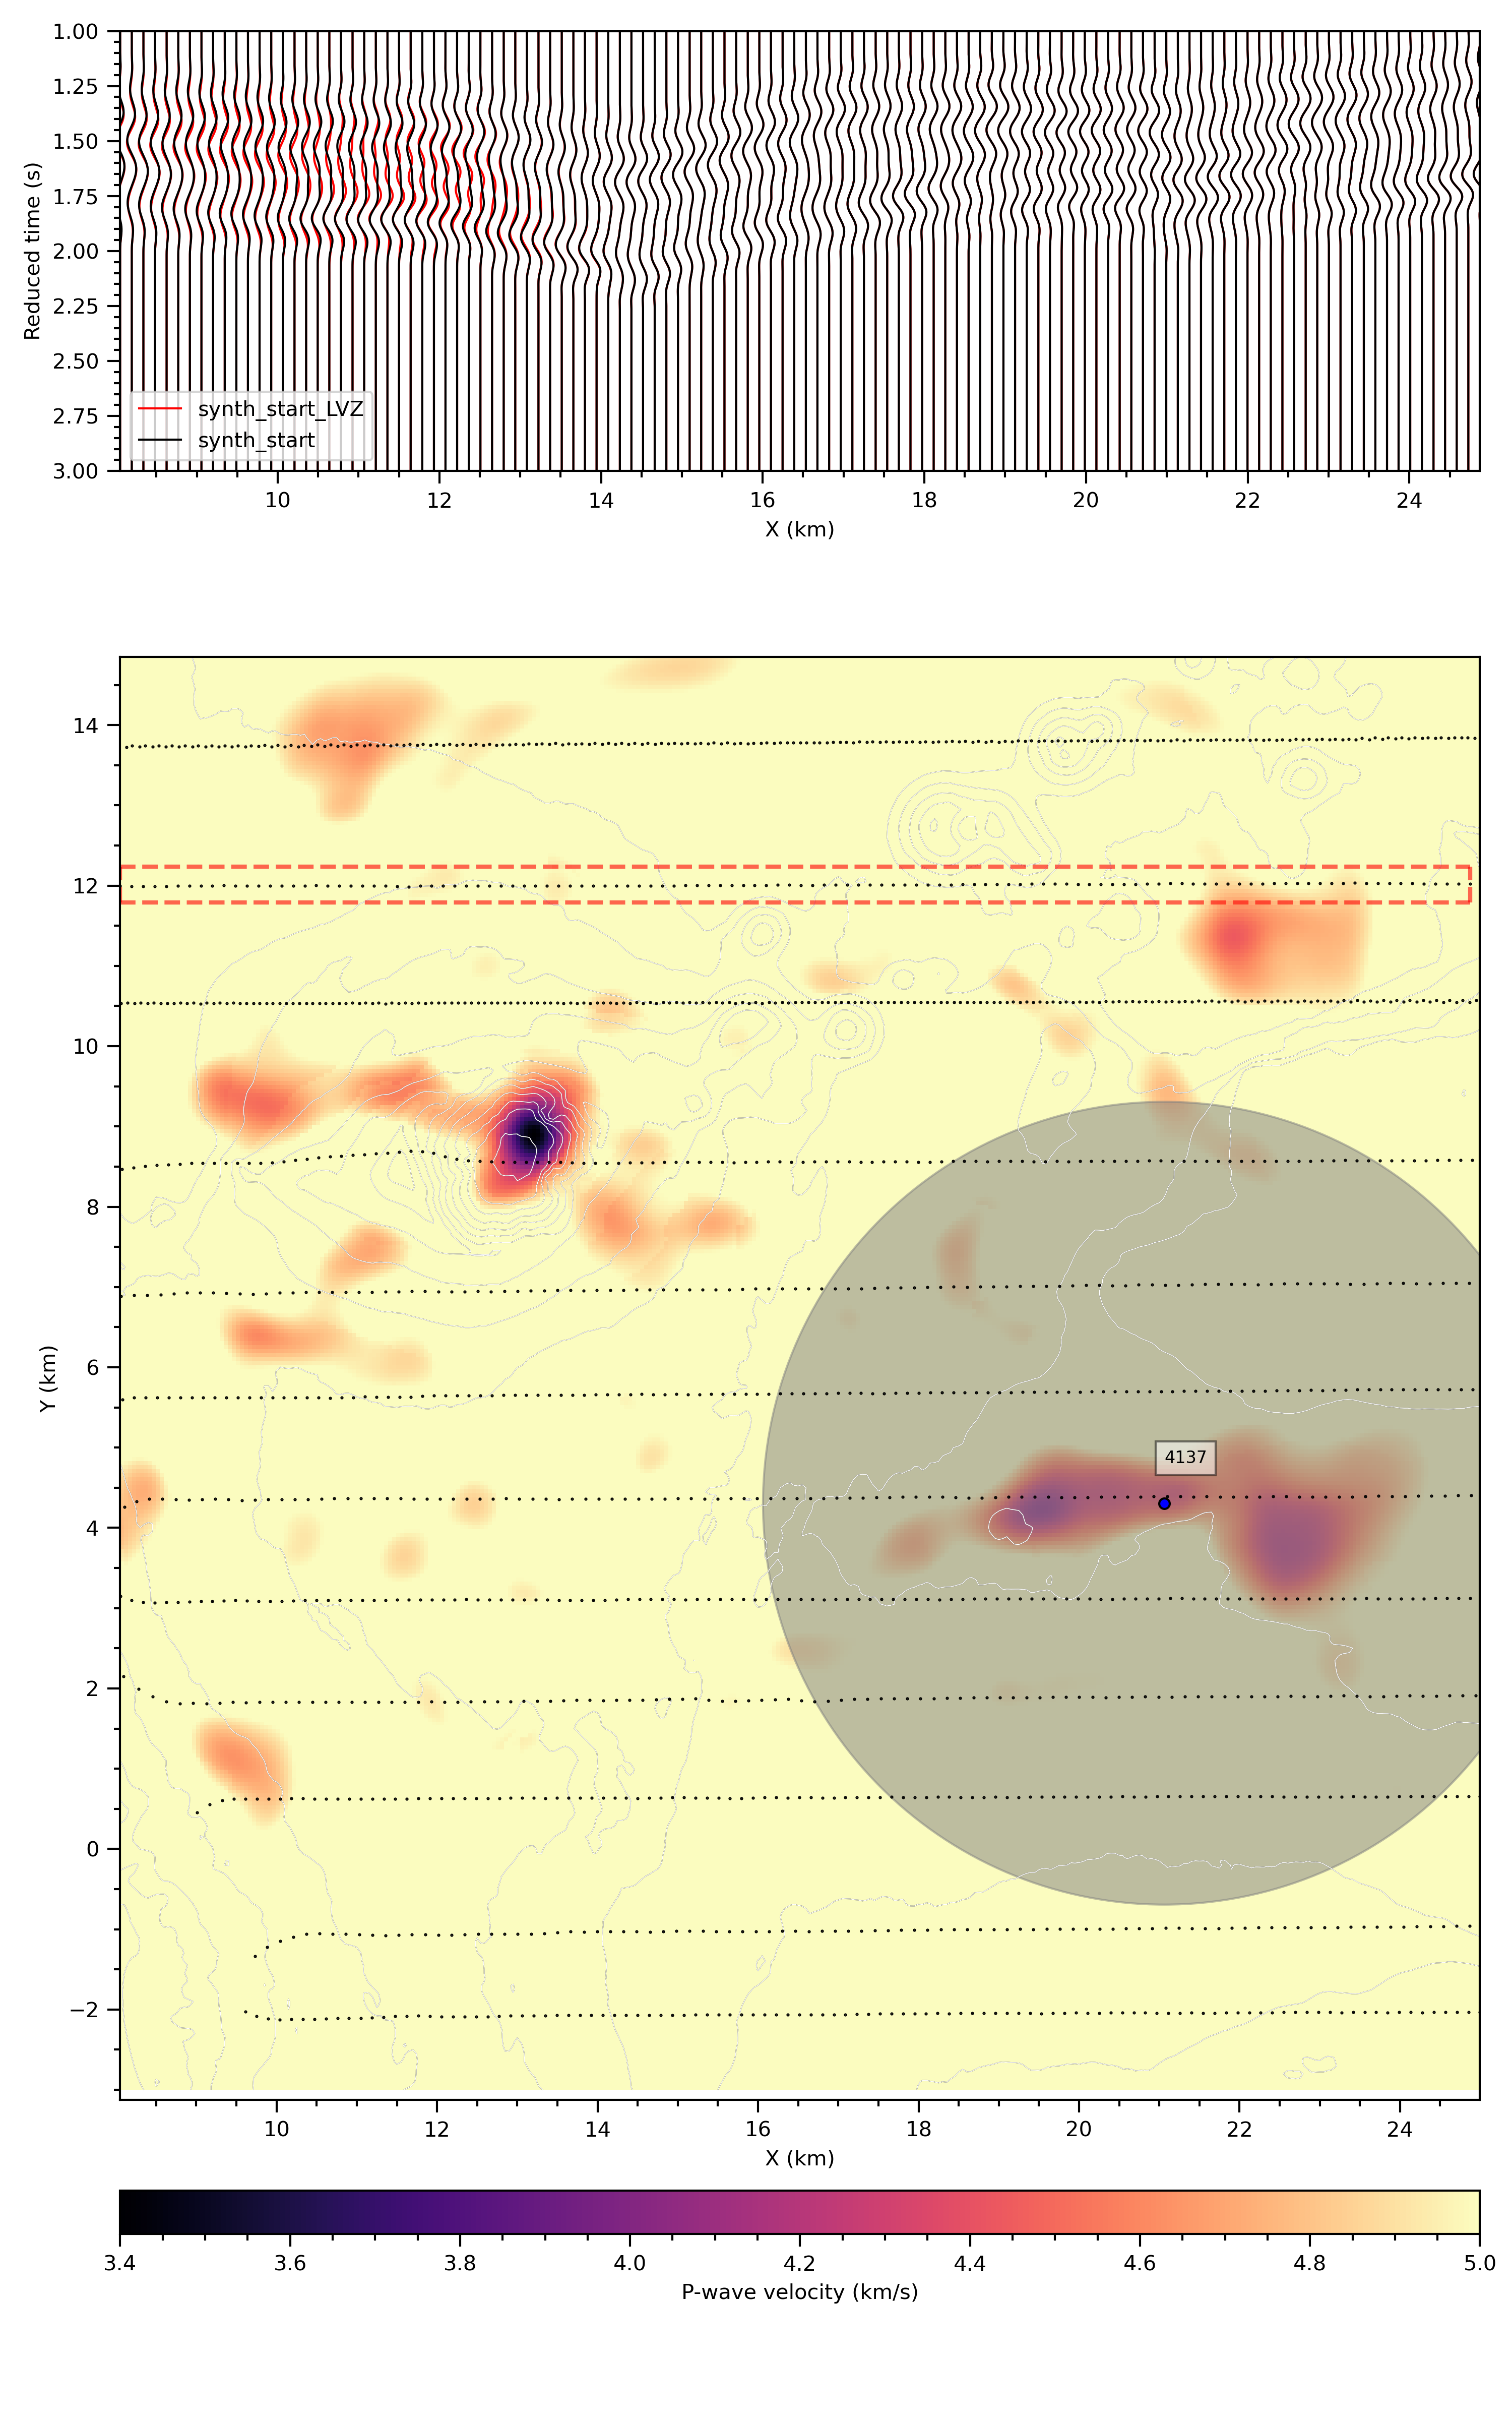 1.00
1.25
1.50
1.75
2.00
2.25
2.50
2.75
3.00
Reduced time (s)
synth_start_LVZ
synth_start
10 12 14 16 18 20 22 24
X (km)
14
12
10
8
6
4
2
0
−2
Y (km)
4137
10 12 14 16 18 20 22 24
X (km)
3.4 3.6 3.8 4.0 4.2 4.4 4.6 4.8 5.0
P-wave velocity (km/s)